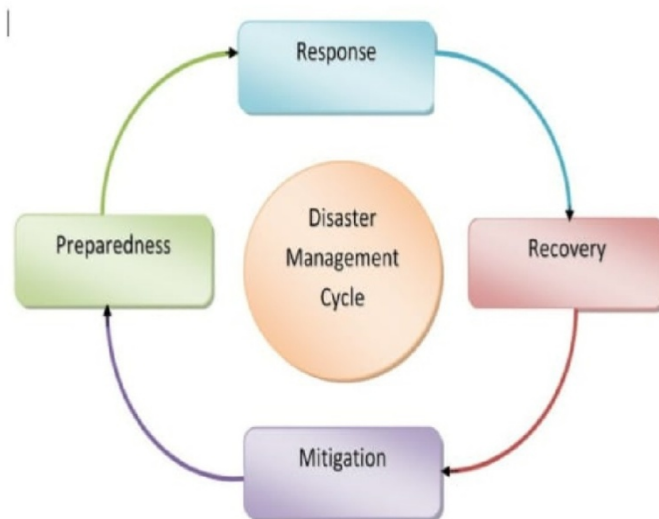 Response
Preparedness
Disaster
Management
Cycle
Recovery
Mitigation